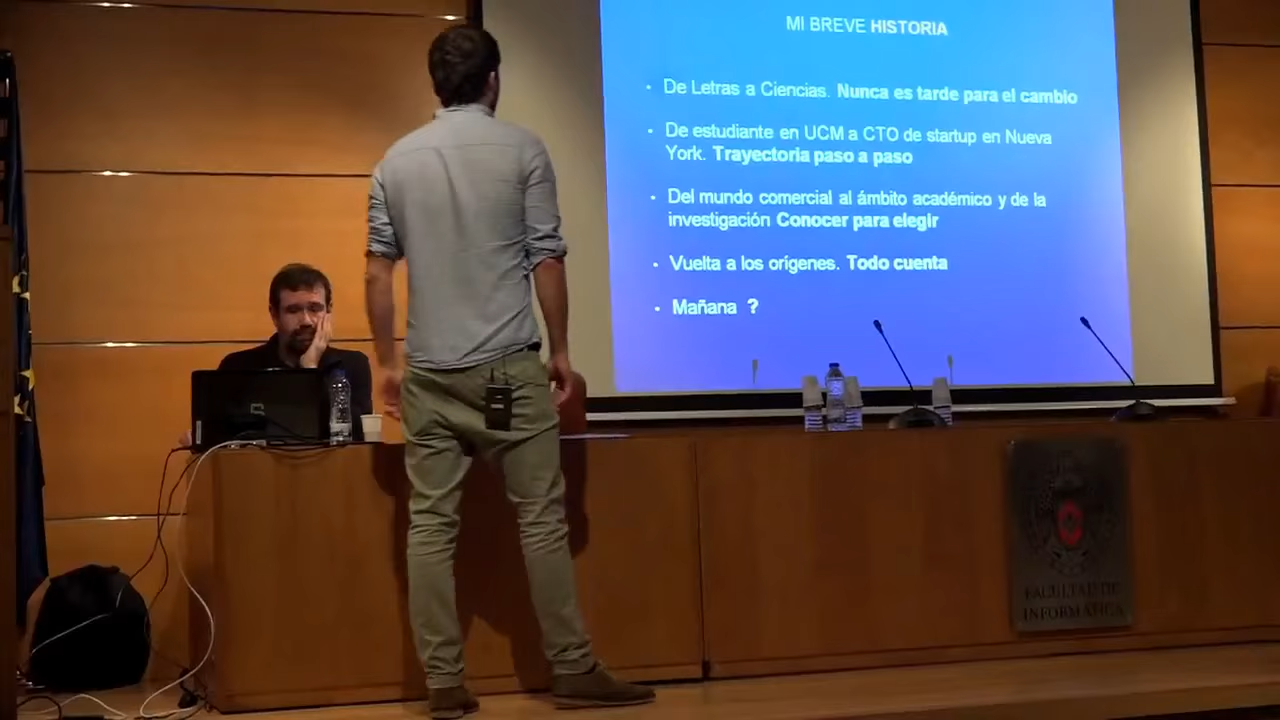 MI BREVE HISTORIA
• De Letras a Ciencias. Nunca es tarde para el cambio
• De estudiante en UCM a CTO de startup en Nueva
York. Trayectoria paso a paso
• Del mundo comercial al ámbito académico y de la
investigación Conocer para elegir
• Vuelta a los orígenes. Todo cuenta
• Mañana ?
FACULTAD DE
INFORMÁTICA